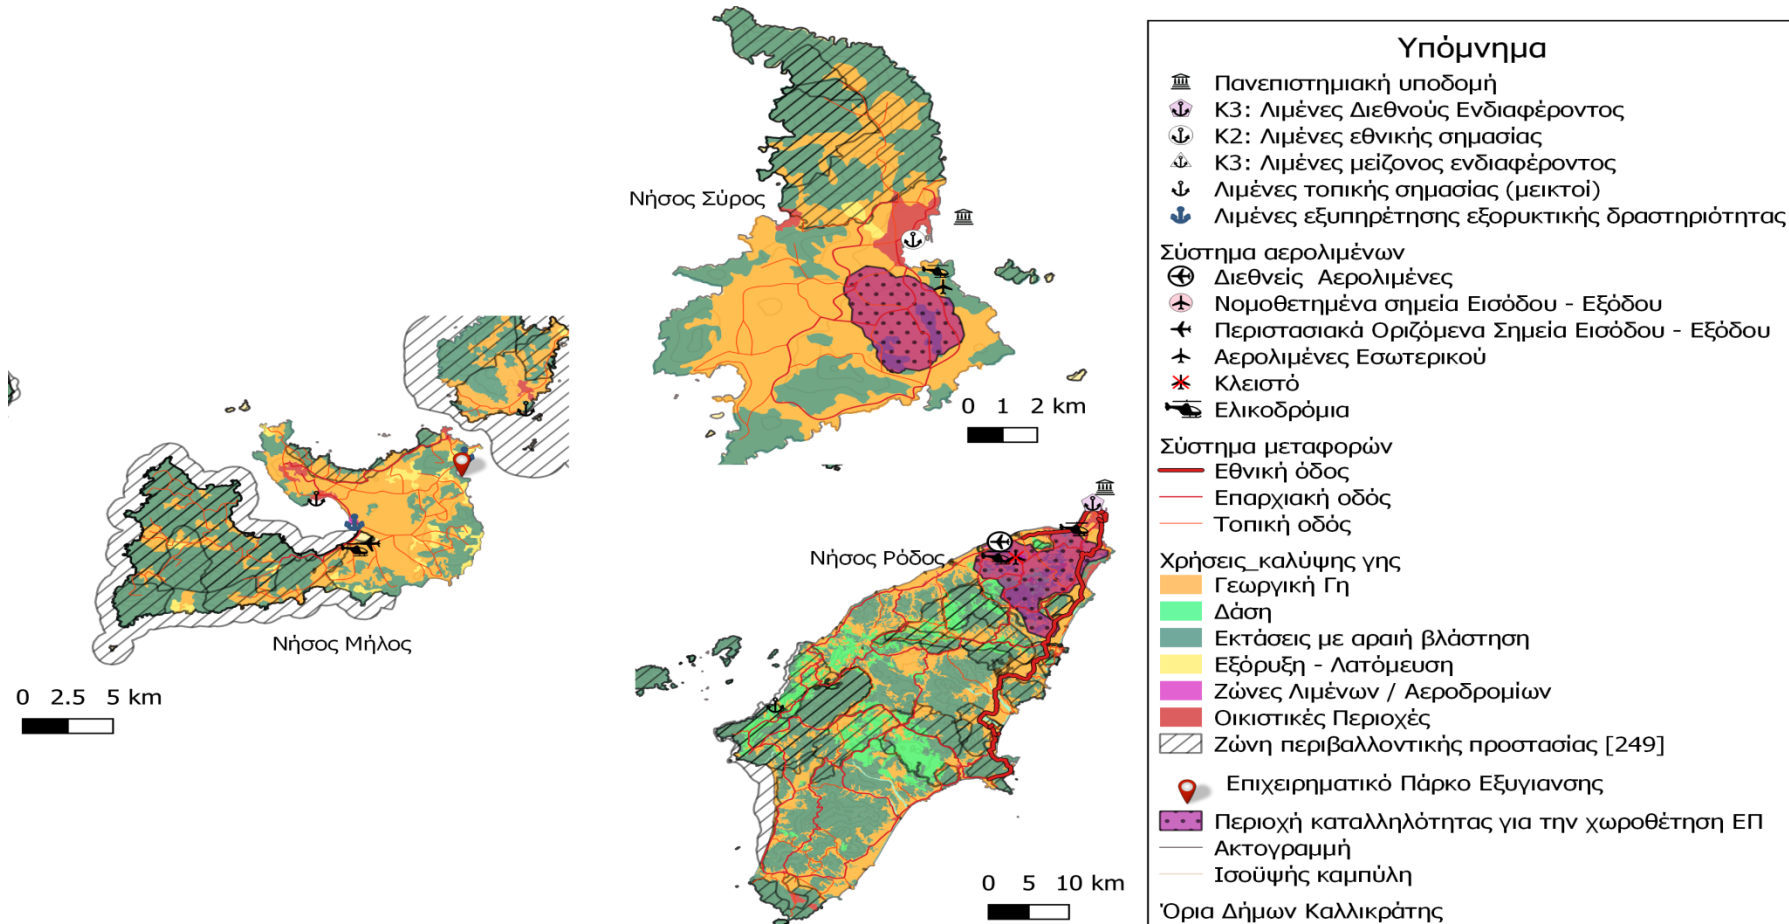 Νήσος Σύρος
0 1 2 km
Νήσος Μήλος
0 2.5 5 km
Νήσος Ρόδος
0 5 10 km
Υπόμνημα
Πανεπιστημιακή υποδομή
Κ3: Λιμένες Διεθνούς Ενδιαφέροντος
Κ2: Λιμένες εθνικής σημασίας
Κ3: Λιμένες μείζονος ενδιαφέροντος
Λιμένες τοπικής σημασίας (μεικτοί)
Λιμένες εξυπηρέτησης εξορυκτικής δραστηριότητας
Σύστημα αερολιμένων
Διεθνείς Αερολιμένες
Νομοθετημένα σημεία Εισόδου - Εξόδου
Περιστασιακά Οριζόμενα Σημεία Εισόδου - Εξόδου
Αερολιμένες Εσωτερικού
Κλειστό
Ελικοδρόμια
Σύστημα μεταφορών
Εθνική όδος
Επαρχιακή οδός
Τοπική οδός
Χρήσεις_καλύψης γης
Γεωργική Γη
Δάση
Εκτάσεις με αραιή βλάστηση
Εξόρυξη - Λατόμευση
Ζώνες Λιμένων / Αεροδρομίων
Οικιστικές Περιοχές
Ζώνη περιβαλλοντικής προστασίας [249]
Επιχειρηματικό Πάρκο Εξυγιανσης
Περιοχή καταλληλότητας για την χωροθέτηση ΕΠ
Ακτογραμμή
Ισοϋψής καμπύλη
Όρια Δήμων Καλλικράτης